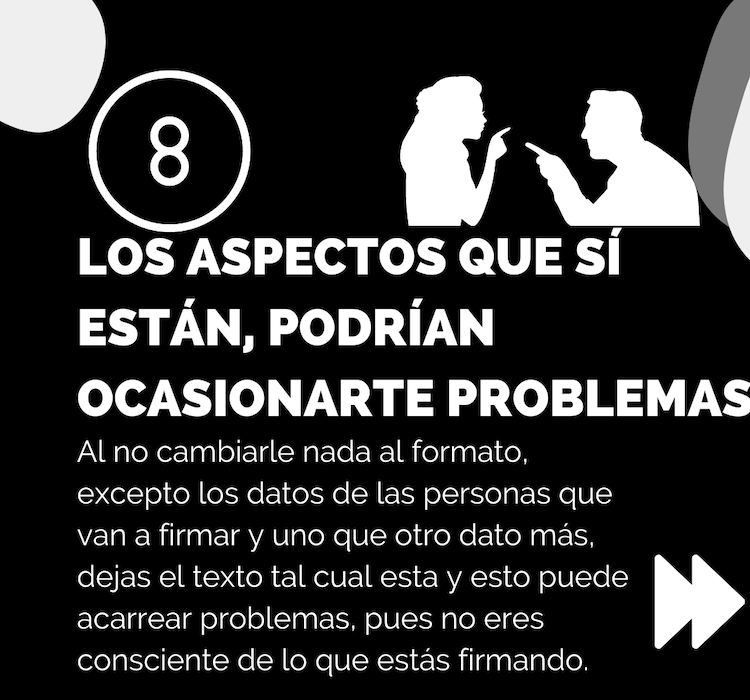 8
LOS ASPECTOS QUE SÍ
ESTÁN, PODRÍAN
OCASIONARTE PROBLEMAS
Al no cambiarle nada al formato,
excepto los datos de las personas que
van a firmar y uno que otro dato más,
dejas el texto tal cual esta y esto puede
acarrear problemas, pues no eres
consciente de lo que estás firmando.